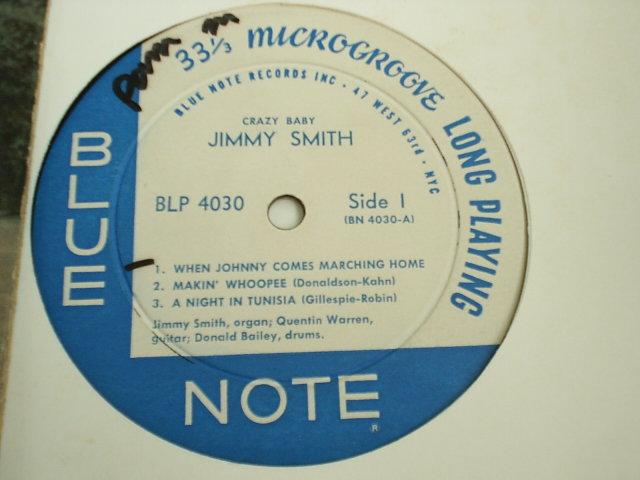 33⅓ MICROGROOVE LONG PLAYING
BLUE NOTE RECORDS INC · 47 WEST 63rd · NYC
CRAZY BABY
JIMMY SMITH
BLP 4030
Side 1
(BN 4030-A)
1. WHEN JOHNNY COMES MARCHING HOME
2. MAKIN' WHOOPEE (Donaldson-Kahn)
3. A NIGHT IN TUNISIA (Gillespie-Robin)
Jimmy Smith, organ; Quentin Warren,
guitar; Donald Bailey, drums.
BLUE
NOTE
®